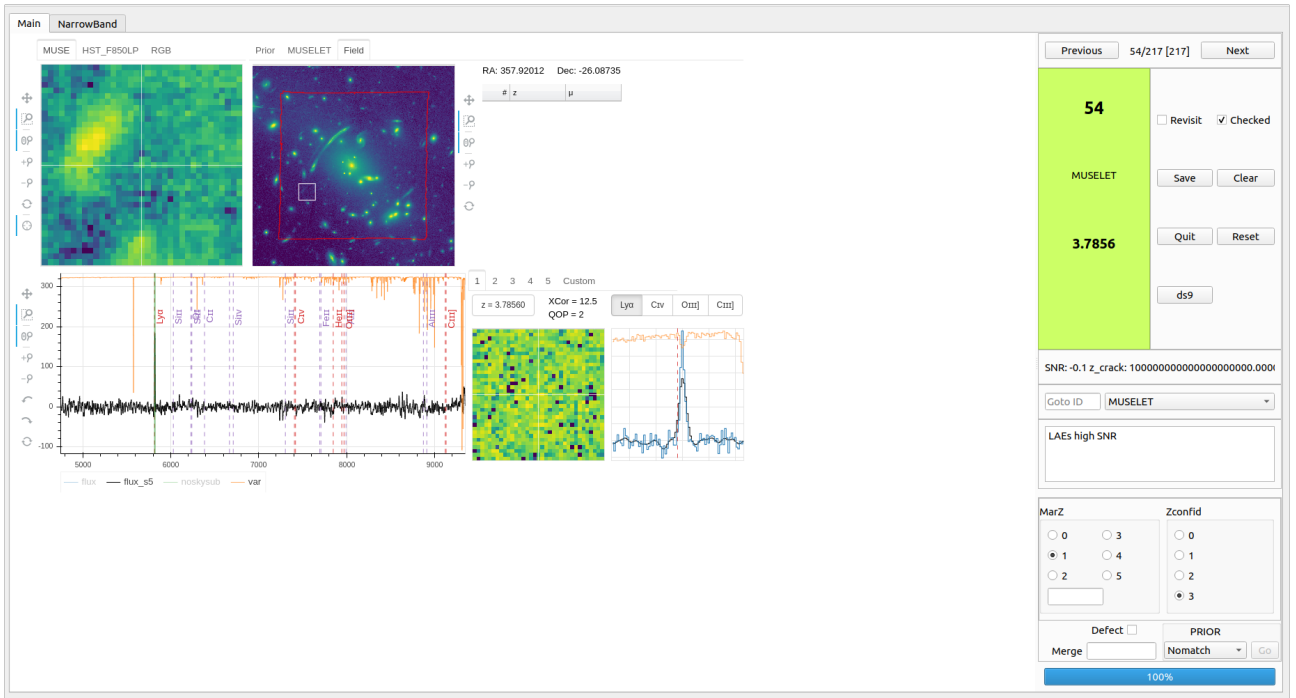 Main NarrowBand
MUSE HST_F850LP RGB
Prior MUSELET Field
RA: 357.92012 Dec: -26.08735
# z μ
Previous 54/217 [217] Next
54
MUSELET
3.7856
Revisit Checked
Save Clear
Quit Reset
ds9
SNR: -0.1 z_crack: 10000000000000000000.000
Goto ID MUSELET
LAEs high SNR
MarZ Zconfid
0 3 0
1 4 1
2 5 2
3
Defect PRIOR
Merge Nomatch Go
100%
1 2 3 4 5 Custom
z = 3.78560
XCor = 12.5
QOP = 2
Lyα CIV OIII] CIII]
300
200
100
0
-100
Lyα SiII CII SiIV SiII CIV FeII HeII AlIII CIII]
5000 6000 7000 8000 9000
flux flux_s5 noskysub var